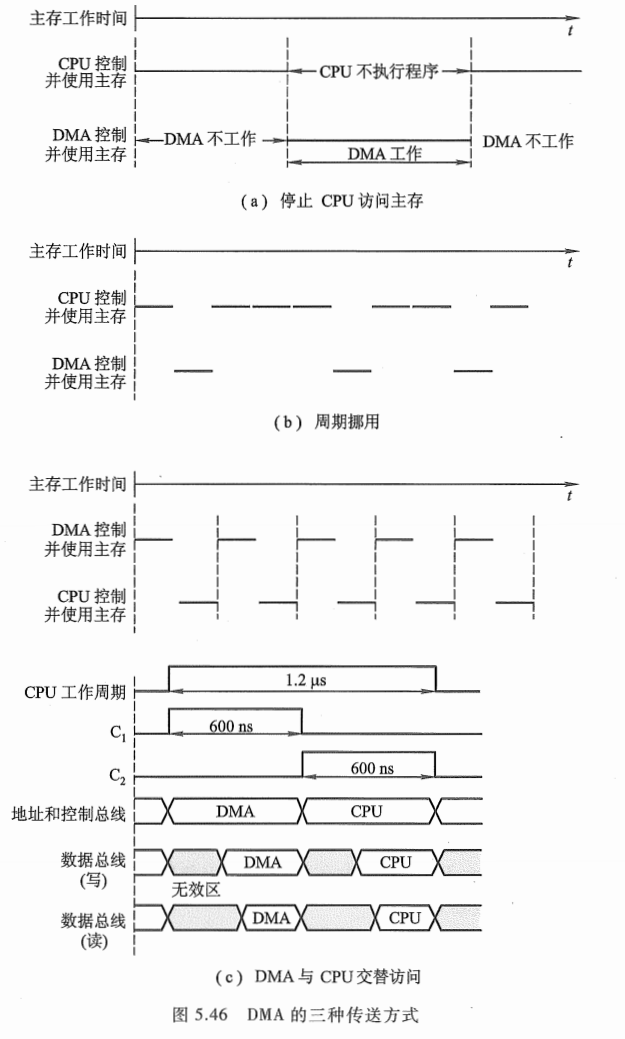 主存工作时间
t
CPU 控制
并使用主存
CPU 不执行程序
DMA 控制
并使用主存
DMA 不工作
DMA 工作
DMA 不工作
(a) 停止 CPU 访问主存
主存工作时间
t
CPU 控制
并使用主存
DMA 控制
并使用主存
(b) 周期挪用
主存工作时间
t
DMA 控制
并使用主存
CPU 控制
并使用主存
CPU 工作周期
1.2 μs
C1
600 ns
C2
600 ns
地址和控制总线
DMA
CPU
数据总线
(写)
DMA
CPU
无效区
数据总线
(读)
DMA
CPU
(c) DMA 与 CPU 交替访问
图 5.46 DMA 的三种传送方式